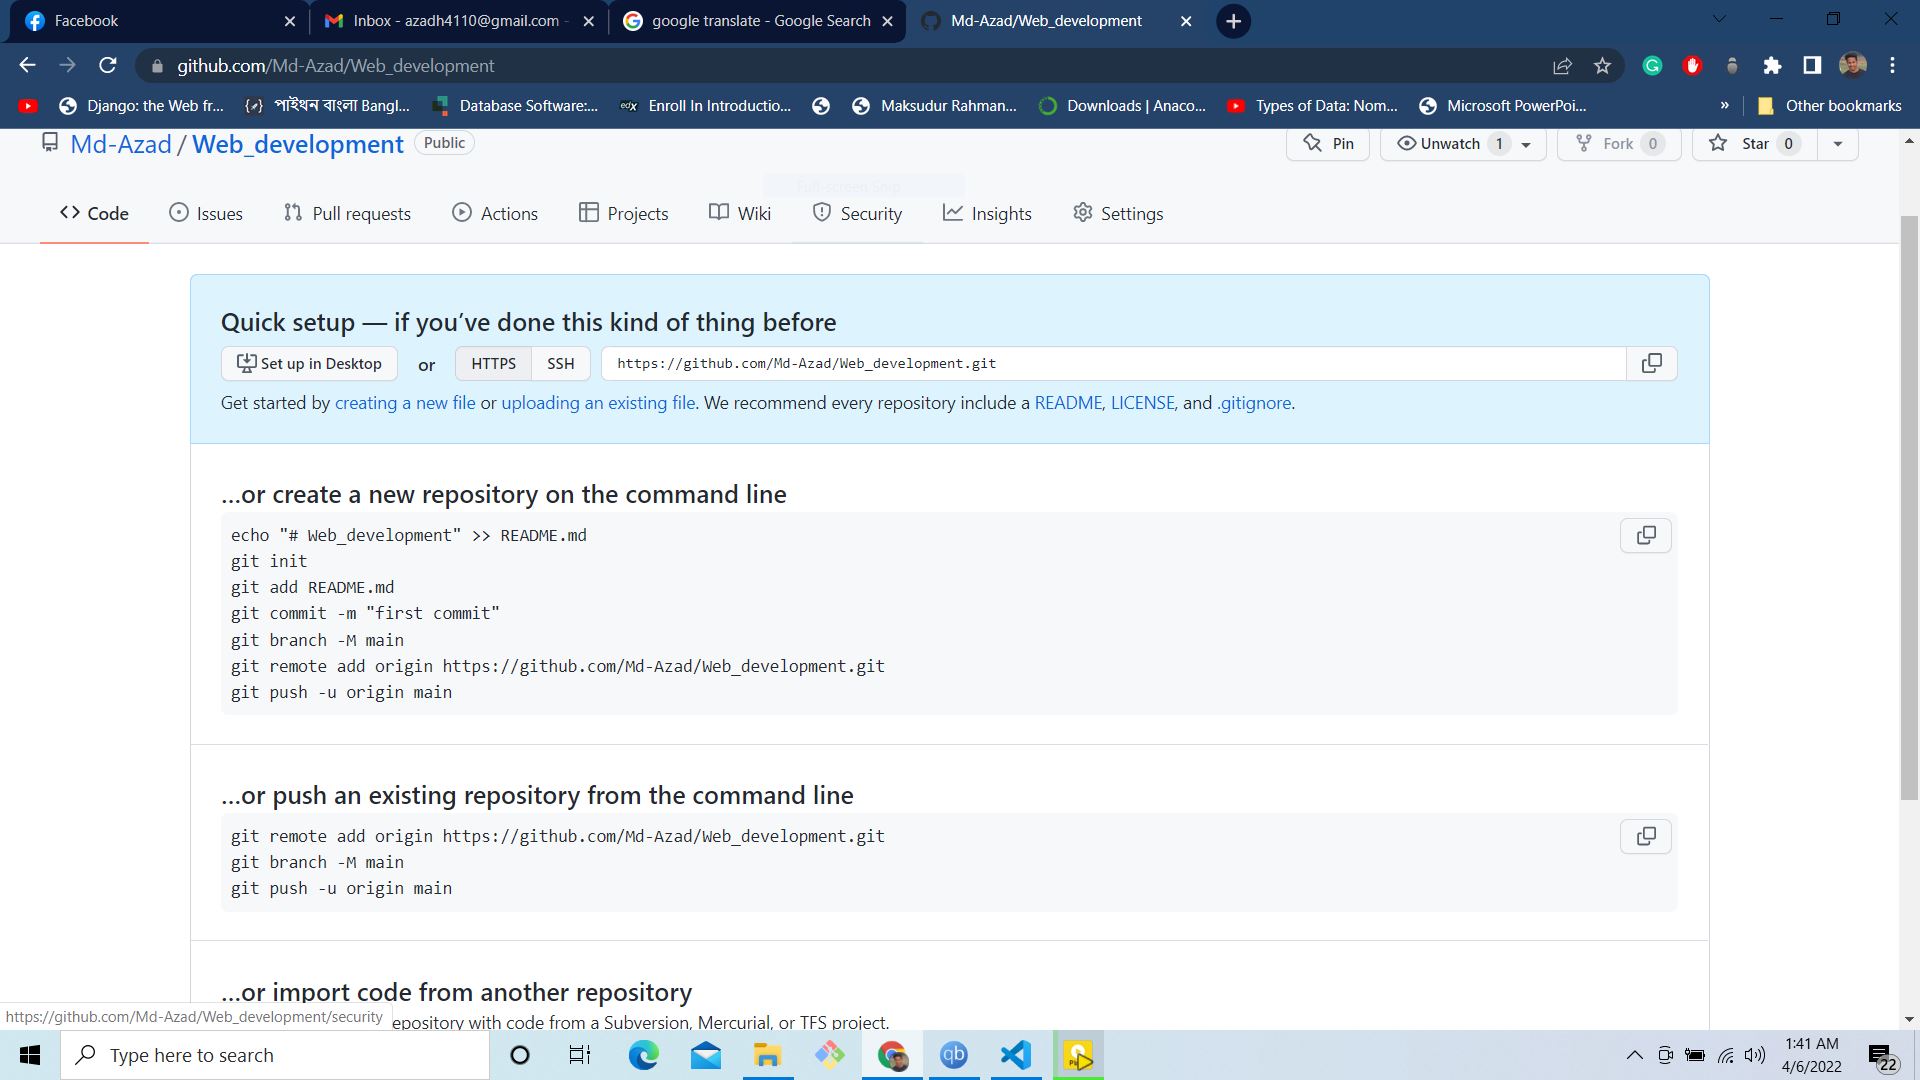 Facebook
Inbox - azadh4110@gmail.com -
google translate - Google Search
Md-Azad/Web_development
github.com/Md-Azad/Web_development
Django: the Web fr...
পাইথন বাংলা Bangl...
Database Software:...
edx Enroll In Introductio...
Maksudur Rahman...
Downloads | Anaco...
Types of Data: Nom...
Microsoft PowerPoi...
»
Other bookmarks
Md-Azad / Web_development Public
Pin
Unwatch 1
Fork 0
Star 0
Full-screen Snip
Code
Issues
Pull requests
Actions
Projects
Wiki
Security
Insights
Settings
Quick setup — if you’ve done this kind of thing before
Set up in Desktop or HTTPS SSH https://github.com/Md-Azad/Web_development.git
Get started by creating a new file or uploading an existing file. We recommend every repository include a README, LICENSE, and .gitignore.
…or create a new repository on the command line
echo "# Web_development" >> README.md
git init
git add README.md
git commit -m "first commit"
git branch -M main
git remote add origin https://github.com/Md-Azad/Web_development.git
git push -u origin main
…or push an existing repository from the command line
git remote add origin https://github.com/Md-Azad/Web_development.git
git branch -M main
git push -u origin main
…or import code from another repository
https://github.com/Md-Azad/Web_development/security
epository with code from a Subversion, Mercurial, or TFS project.
Type here to search
qb
1:41 AM
4/6/2022
22